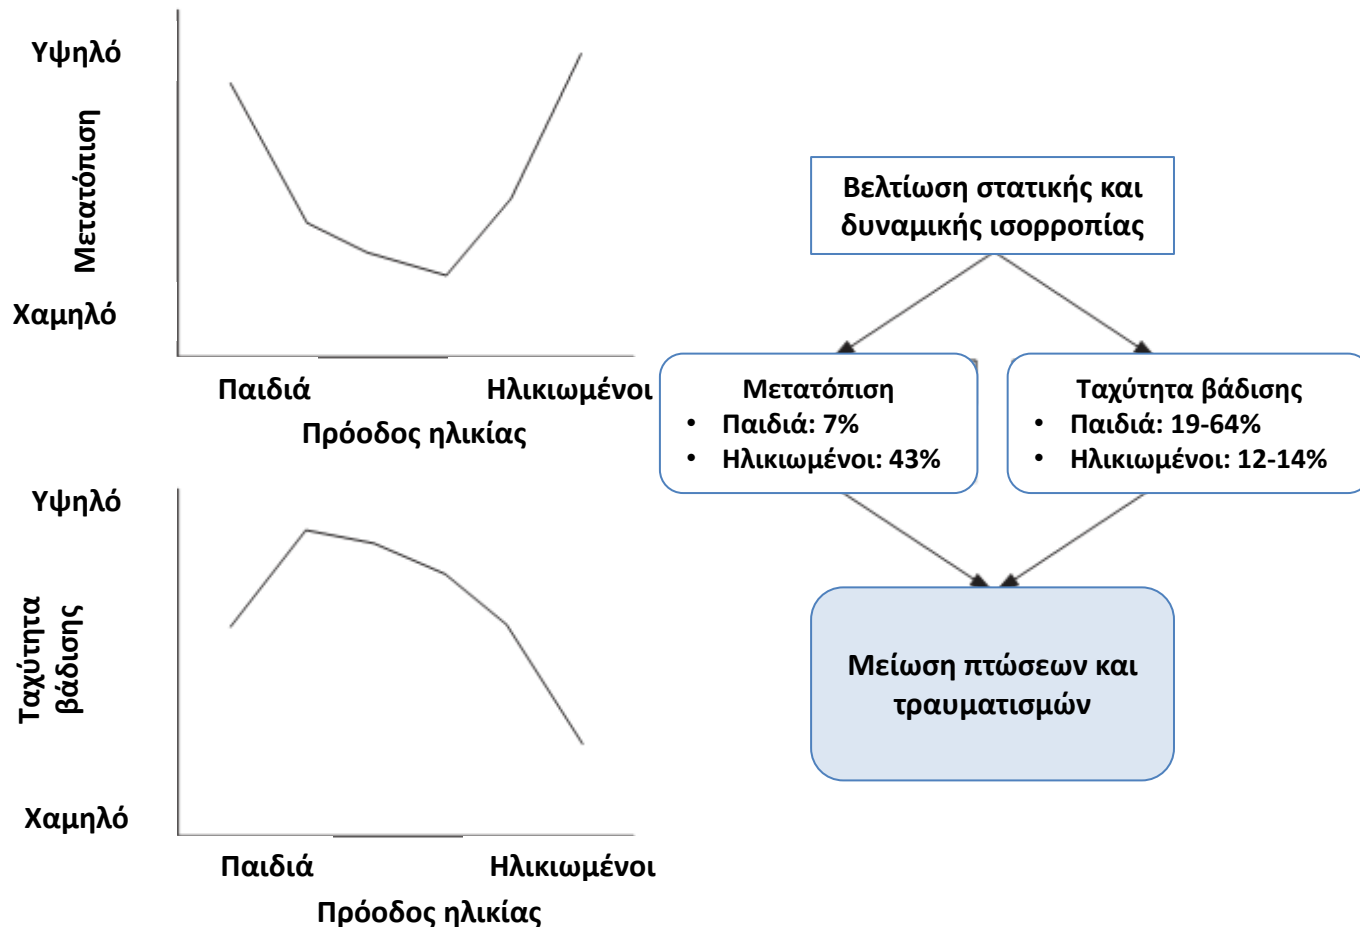 Υψηλό
Μετατόπιση
Χαμηλό
Παιδιά
Ηλικιωμένοι
Πρόοδος ηλικίας
Υψηλό
Ταχύτητα
βάδισης
Χαμηλό
Παιδιά
Ηλικιωμένοι
Πρόοδος ηλικίας
Βελτίωση στατικής και
δυναμικής ισορροπίας
Μετατόπιση
• Παιδιά: 7%
• Ηλικιωμένοι: 43%
Ταχύτητα βάδισης
• Παιδιά: 19-64%
• Ηλικιωμένοι: 12-14%
Μείωση πτώσεων και
τραυματισμών